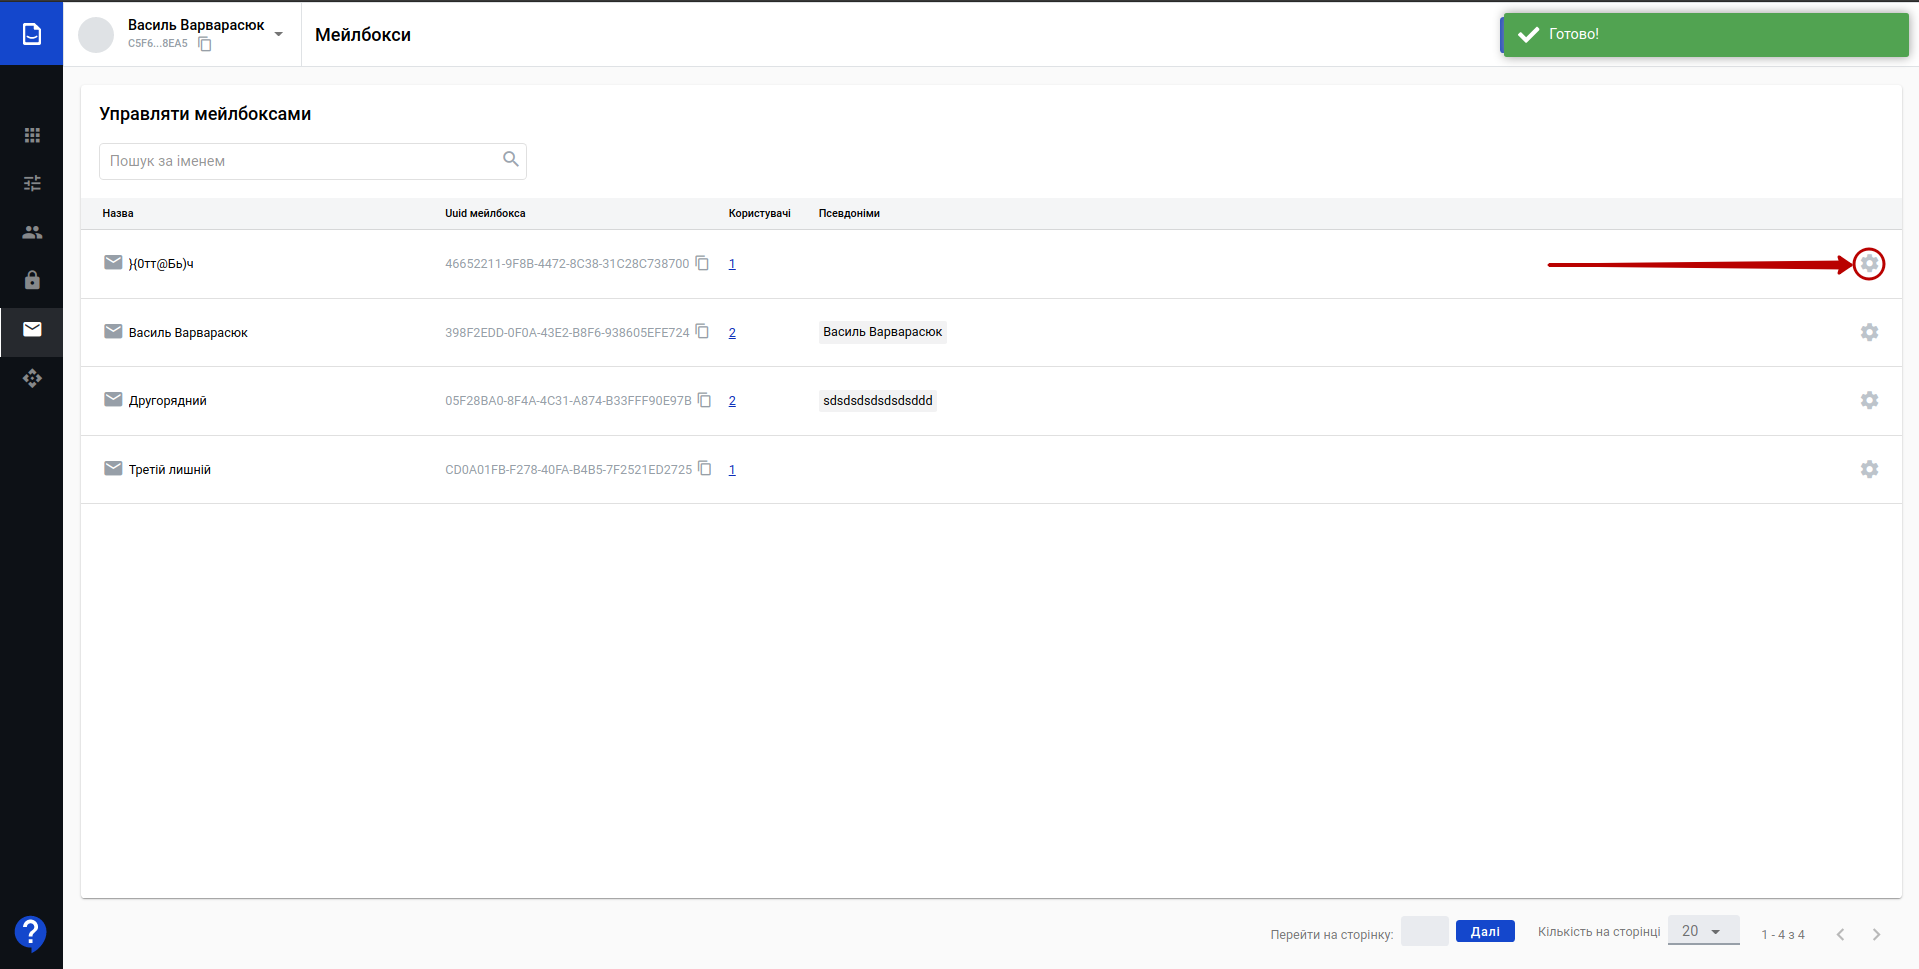 Василь Варварасюк
C5F6...8EA5
Мейлбокси
Готово!
Управляти мейлбоксами
Пошук за іменем
Назва Uuid мейлбокса Користувачі Псевдоніми
}{0тт@Бь)ч 46652211-9F8B-4472-8C38-31C28C738700 1
Василь Варварасюк 398F2EDD-0F0A-43E2-B8F6-938605EFE724 2 Василь Варварасюк
Другорядний 05F28BA0-8F4A-4C31-A874-B33FFF90E97B 2 sdsdsdsdsdsdsddd
Третій лишній CD0A01FB-F278-40FA-B4B5-7F2521ED2725 1
Перейти на сторінку: Далі Кількість на сторінці 20 1 - 4 з 4